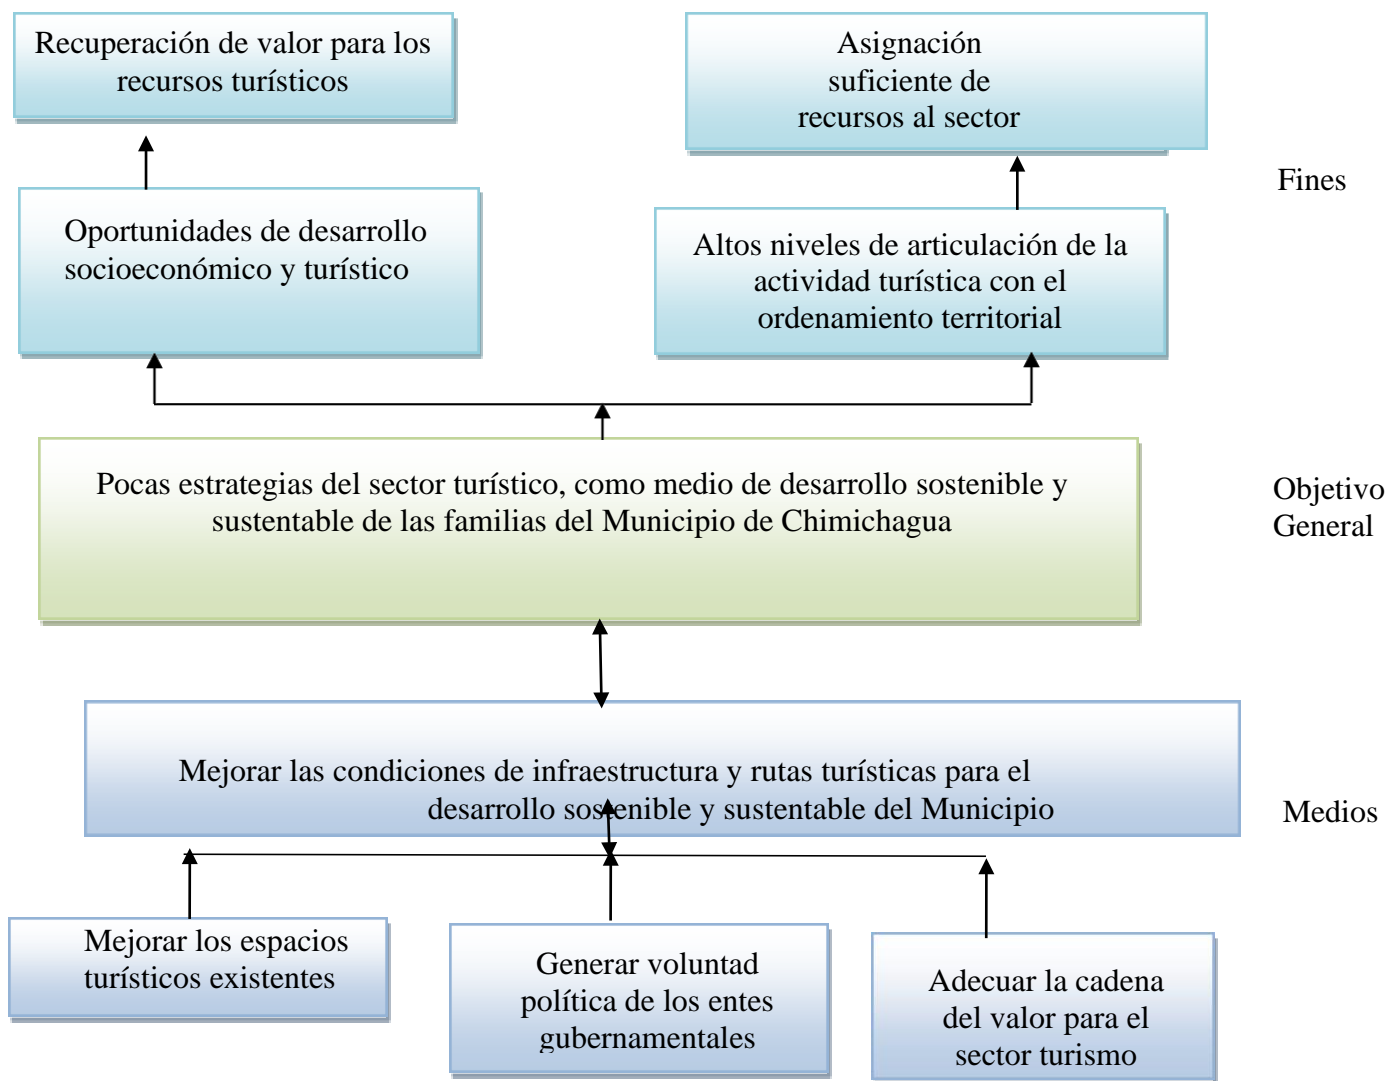 Recuperación de valor para los
recursos turísticos
Asignación
suficiente de
recursos al sector
Fines
Oportunidades de desarrollo
socioeconómico y turístico
Altos niveles de articulación de la
actividad turística con el
ordenamiento territorial
Pocas estrategias del sector turístico, como medio de desarrollo sostenible y
sustentable de las familias del Municipio de Chimichagua
Objetivo
General
Mejorar las condiciones de infraestructura y rutas turísticas para el
desarrollo sostenible y sustentable del Municipio
Medios
Mejorar los espacios
turísticos existentes
Generar voluntad
política de los entes
gubernamentales
Adecuar la cadena
del valor para el
sector turismo